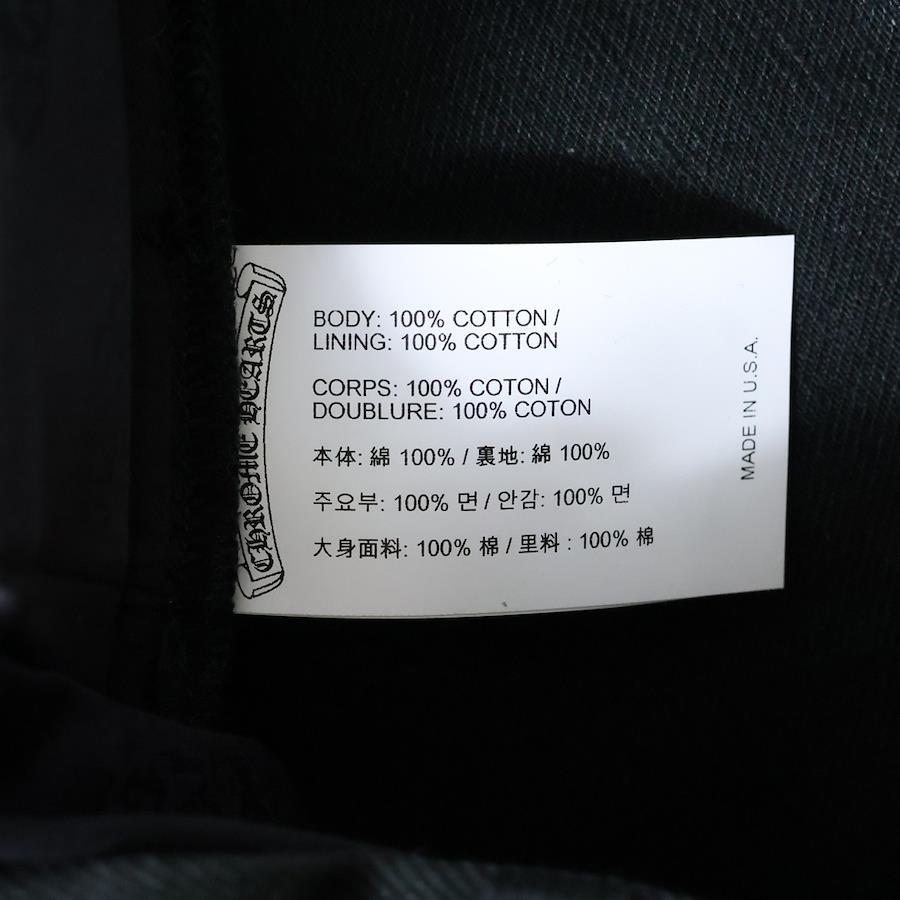 CHROME HEARTS
BODY: 100% COTTON /
LINING: 100% COTTON
CORPS: 100% COTON /
DOUBLURE: 100% COTON
本体: 綿 100% / 裏地: 綿 100%
주요부: 100% 면 / 안감: 100% 면
大身面料: 100% 棉 / 里料 : 100% 棉
MADE IN U.S.A.